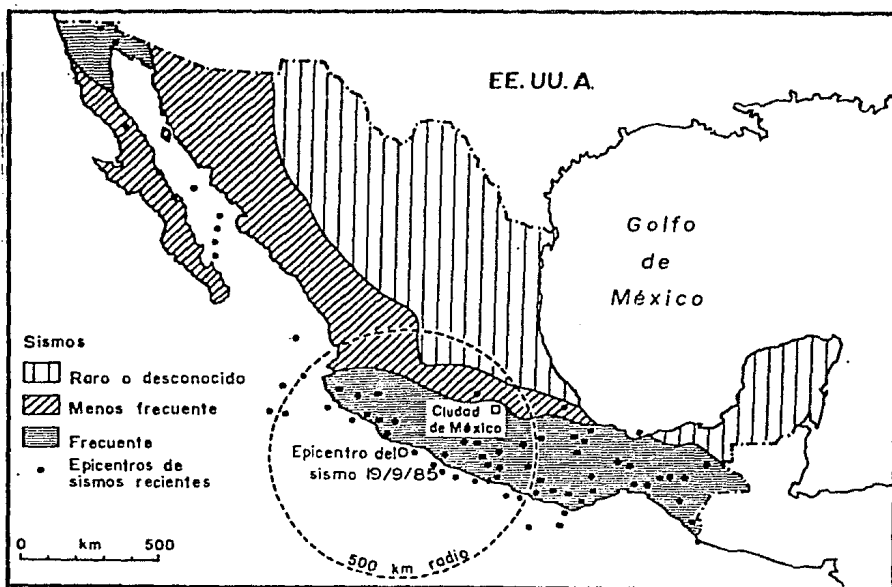 EE. UU. A.
Golfo
de
México
Sismos
Raro o desconocido
Menos frecuente
Frecuente
Epicentros de
sismos recientes
Ciudad
de México
Epicentro del
sismo 19/9/85
0 km 500
500 km radio